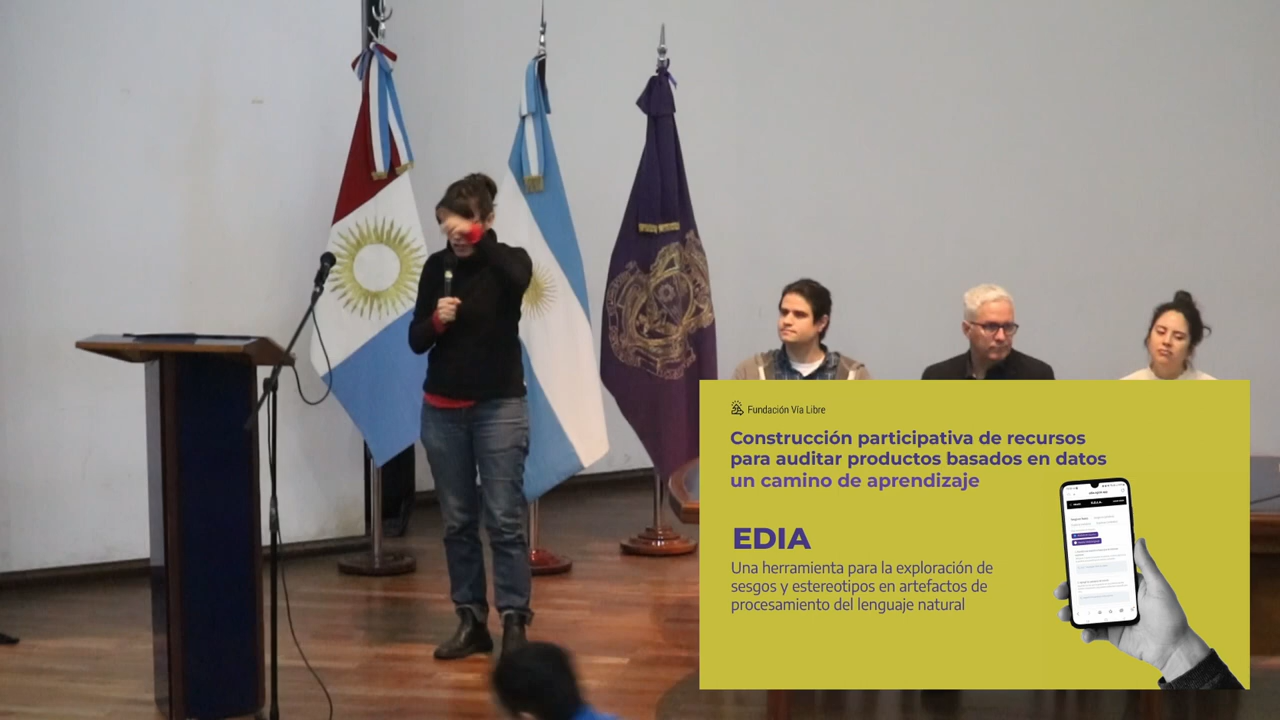 Fundación Vía Libre
Construcción participativa de recursos
para auditar productos basados en datos
un camino de aprendizaje
EDIA
Una herramienta para la exploración de
sesgos y estereotipos en artefactos de
procesamiento del lenguaje natural